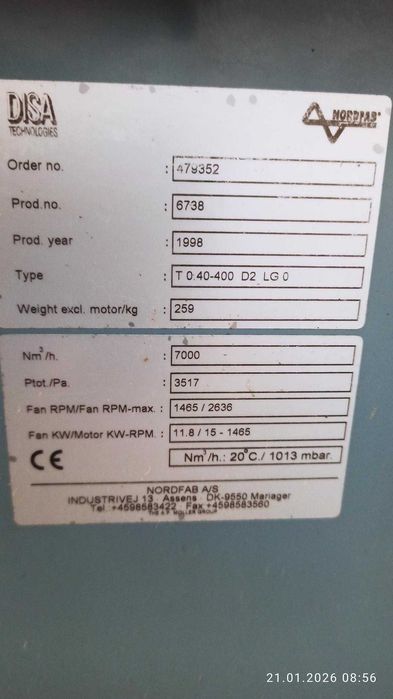 DISA
TECHNOLOGIES
NORDFAB
Order no. : 479352
Prod.no. : 6738
Prod. year : 1998
Type : T 0.40-400 D2 LG 0
Weight excl. motor/kg : 259
Nm³/h. : 7000
Ptot./Pa. : 3517
Fan RPM/Fan RPM-max. : 1465 / 2636
Fan KW/Motor KW-RPM. : 11.8 / 15 - 1465
CE Nm³/h.: 20°C./ 1013 mbar.
NORDFAB A/S
INDUSTRIVEJ 13 Assens DK-9550 Mariager
Tel. +4598583422 Fax +4598583560
THE A.P. MOLLER GROUP
21.01.2026 08:56